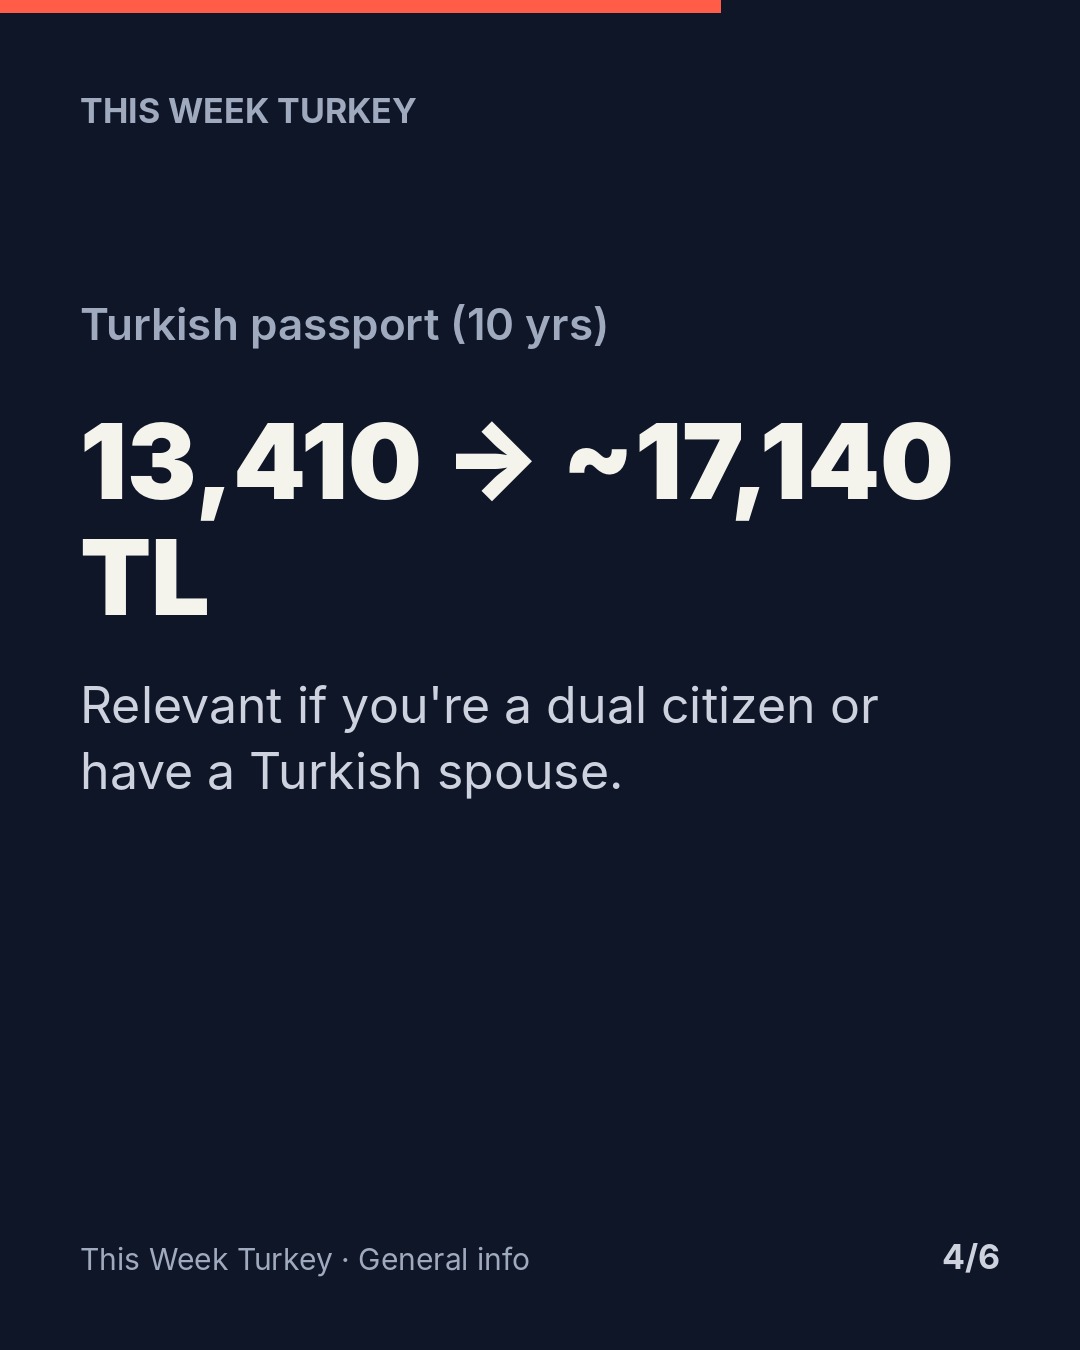 THIS WEEK TURKEY
Turkish passport (10 yrs)
13,410 → ~17,140
TL
Relevant if you're a dual citizen or
have a Turkish spouse.
This Week Turkey · General info
4/6